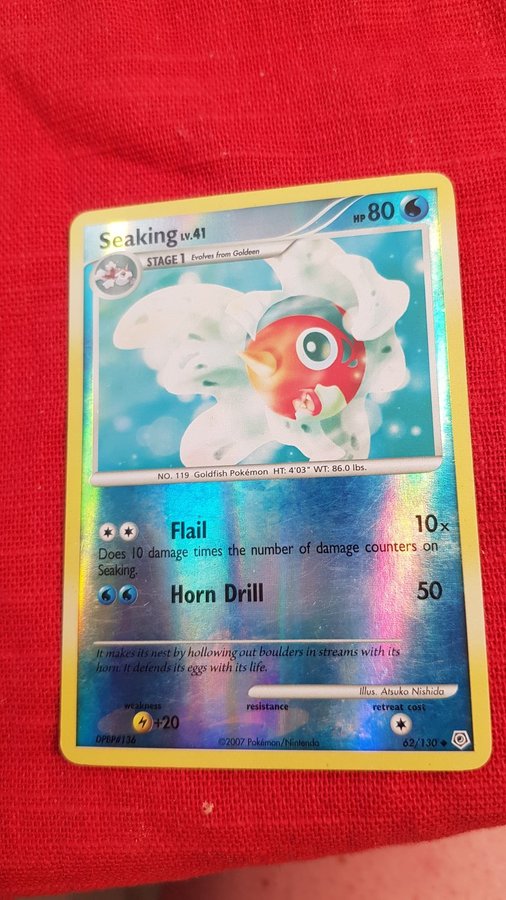 Seaking LV.41 HP 80
STAGE 1 Evolves from Goldeen
NO. 119 Goldfish Pokémon HT: 4'03" WT: 86.0 lbs.
Flail 10x
Does 10 damage times the number of damage counters on
Seaking.
Horn Drill 50
It makes its nest by hollowing out boulders in streams with its
horn. It defends its eggs with its life.
Illus. Atsuko Nishida
weakness resistance retreat cost
+20
DPBP#136 ©2007 Pokémon/Nintendo 62/130